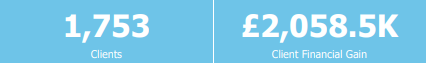 1,753
Clients
£2,058.5K
Client Financial Gain